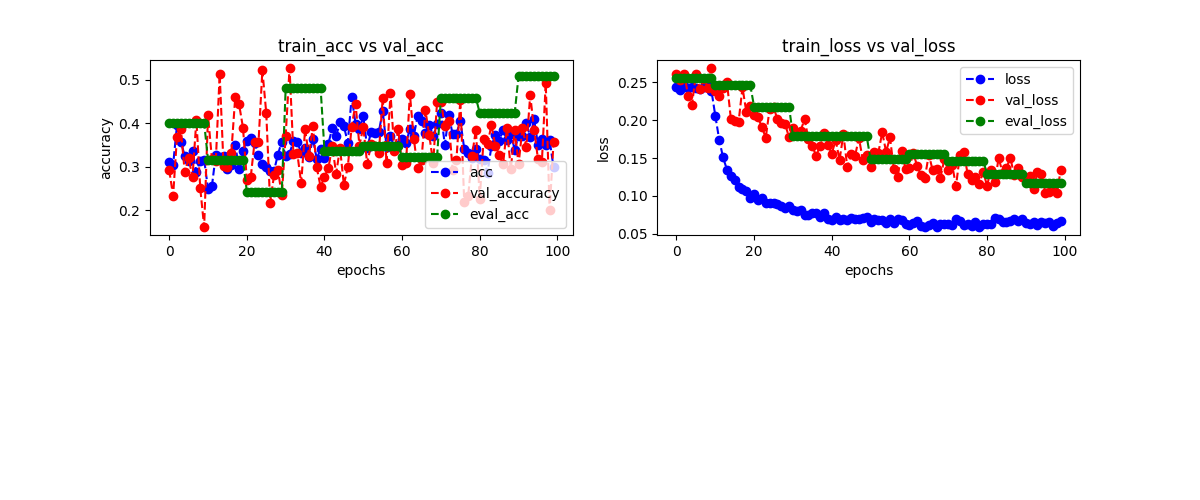 train_acc vs val_acc
accuracy
0.5
0.4
0.3
0.2
acc
val_accuracy
eval_acc
0 20 40 60 80 100
epochs
train_loss vs val_loss
loss
0.25
0.20
0.15
0.10
0.05
loss
val_loss
eval_loss
0 20 40 60 80 100
epochs